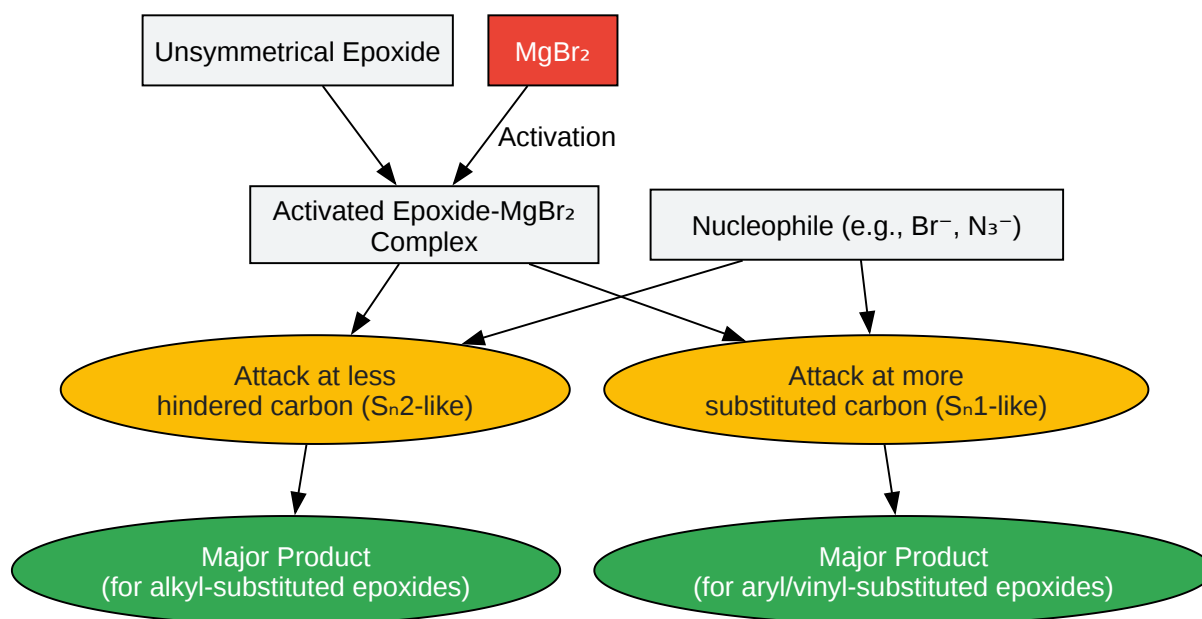 Unsymmetrical Epoxide
MgBr₂
Activation
Activated Epoxide-MgBr₂
Complex
Nucleophile (e.g., Br⁻, N₃⁻)
Attack at less
hindered carbon (Sₙ2-like)
Attack at more
substituted carbon (Sₙ1-like)
Major Product
(for alkyl-substituted epoxides)
Major Product
(for aryl/vinyl-substituted epoxides)